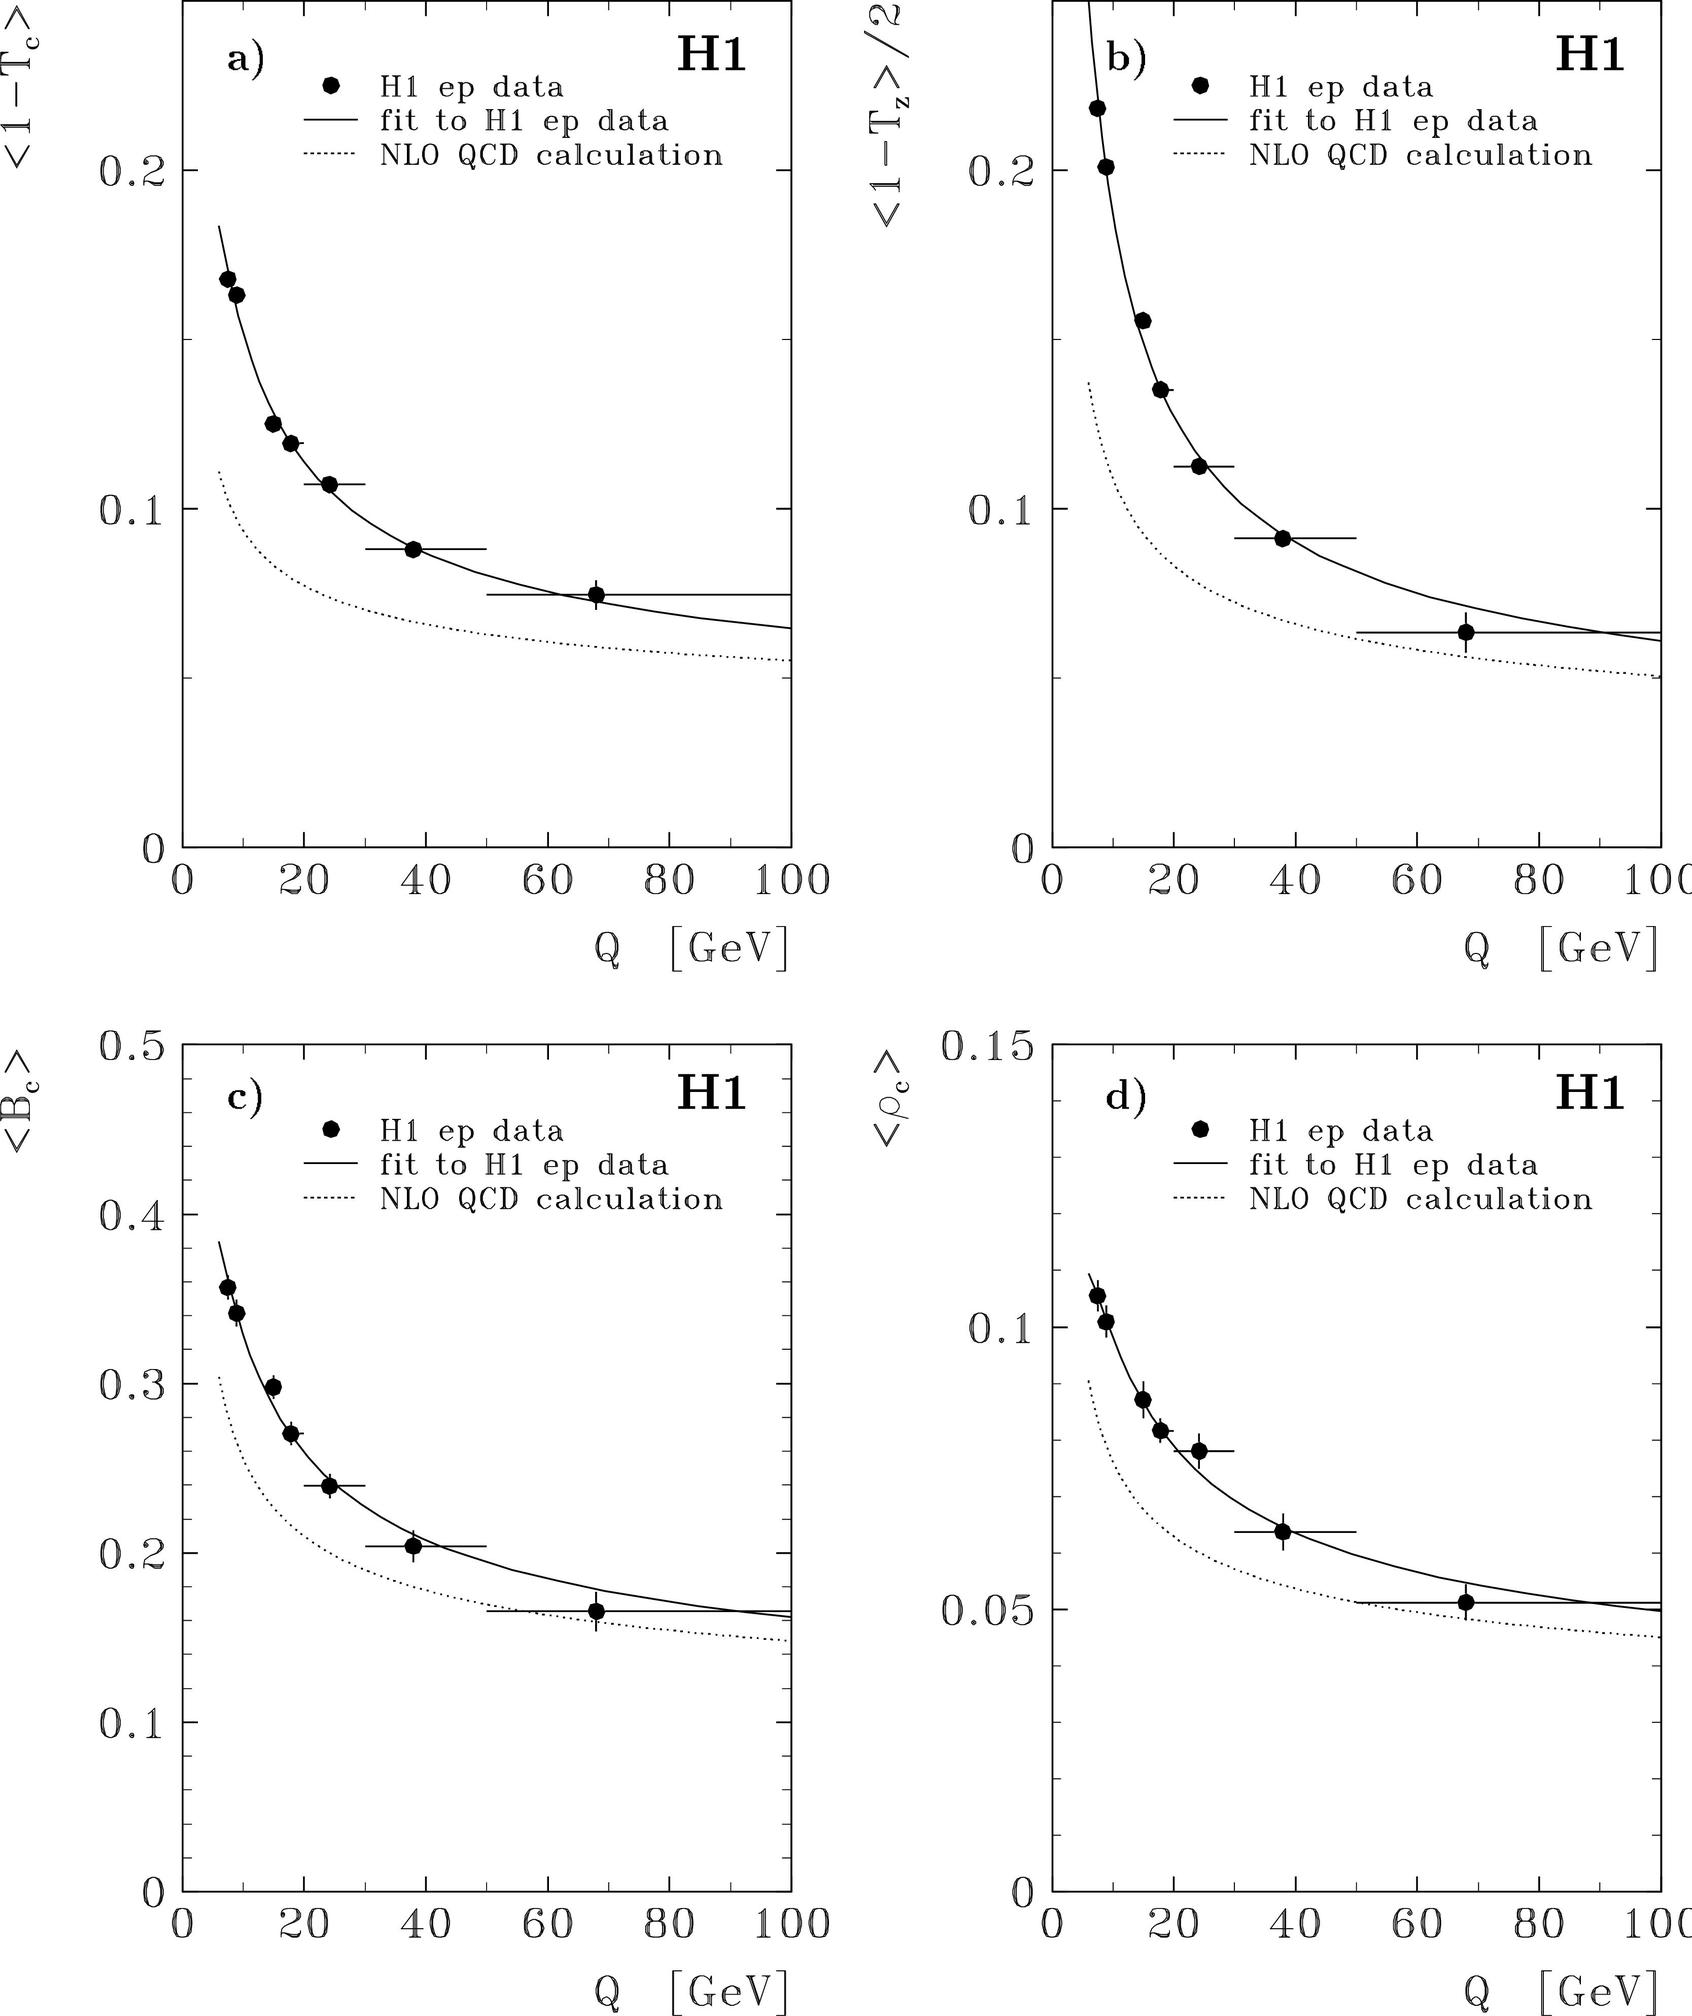 <1−Tc>
a)
H1
H1 ep data
fit to H1 ep data
NLO QCD calculation
0.2
0.1
0
0 20 40 60 80 100
Q [GeV]
<1−Tz>/2
b)
H1
H1 ep data
fit to H1 ep data
NLO QCD calculation
0.2
0.1
0
0 20 40 60 80 100
Q [GeV]
<Bc>
c)
H1
H1 ep data
fit to H1 ep data
NLO QCD calculation
0.5
0.4
0.3
0.2
0.1
0
0 20 40 60 80 100
Q [GeV]
<ρc>
d)
H1
H1 ep data
fit to H1 ep data
NLO QCD calculation
0.15
0.1
0.05
0
0 20 40 60 80 100
Q [GeV]